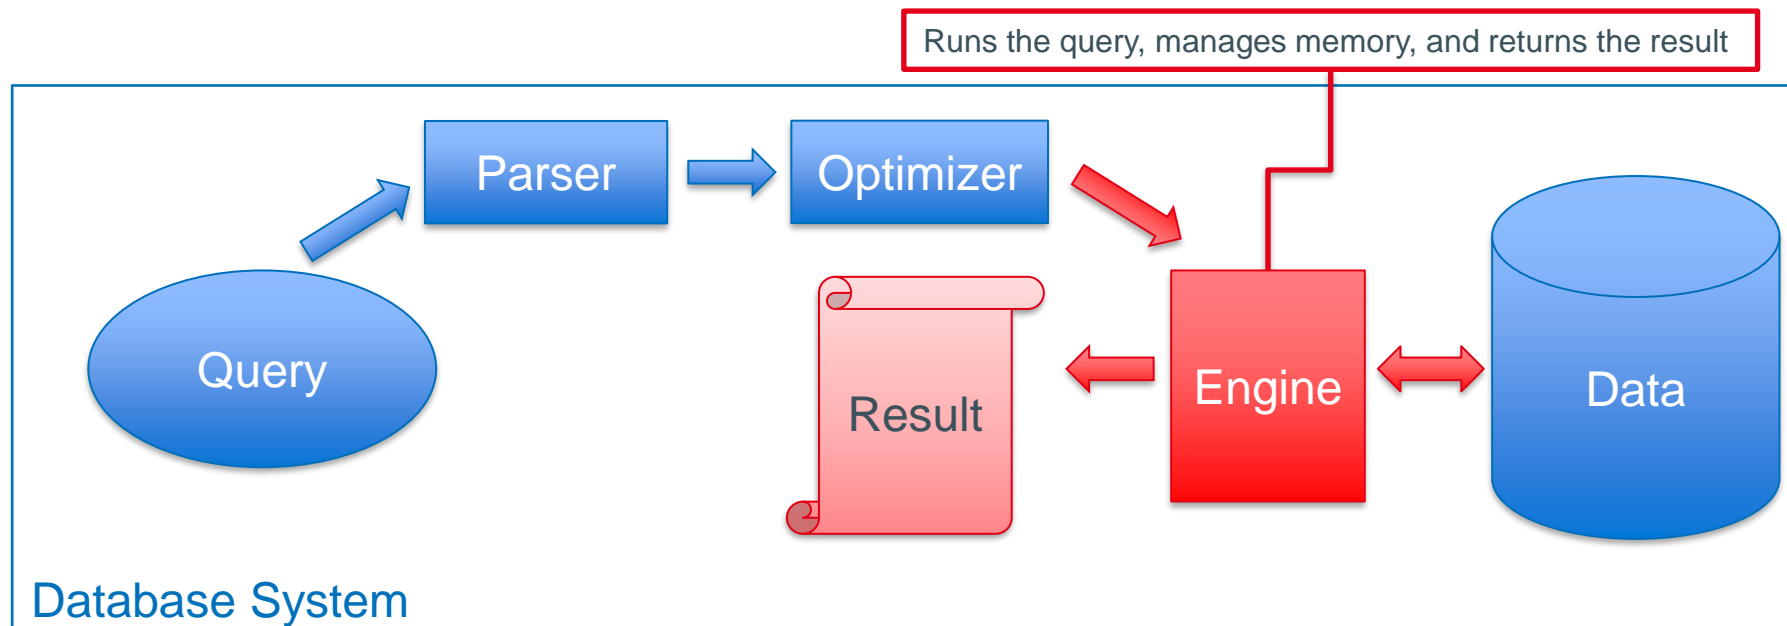 Runs the query, manages memory, and returns the result
Parser
Optimizer
Query
Result
Engine
Data
Database System